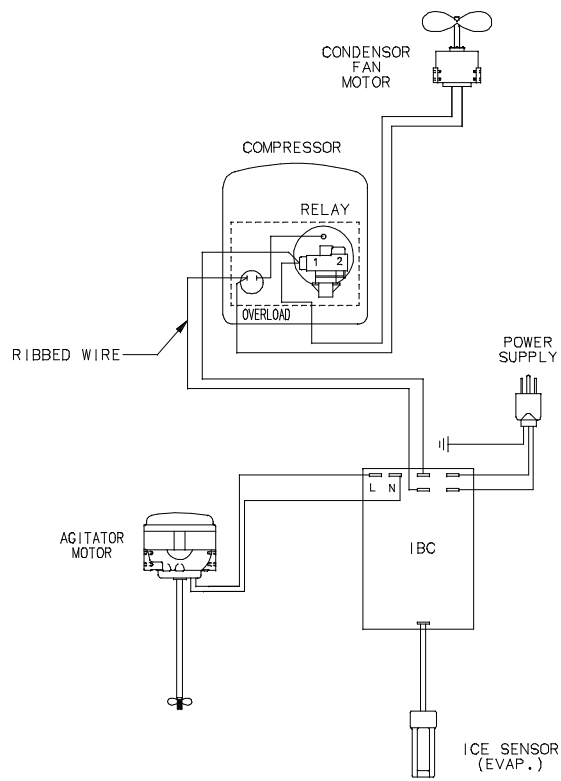 CONDENSOR
FAN
MOTOR
COMPRESSOR
RELAY
1 2
OVERLOAD
RIBBED WIRE
POWER
SUPPLY
L N
AGITATOR
MOTOR
IBC
ICE SENSOR
(EVAP.)